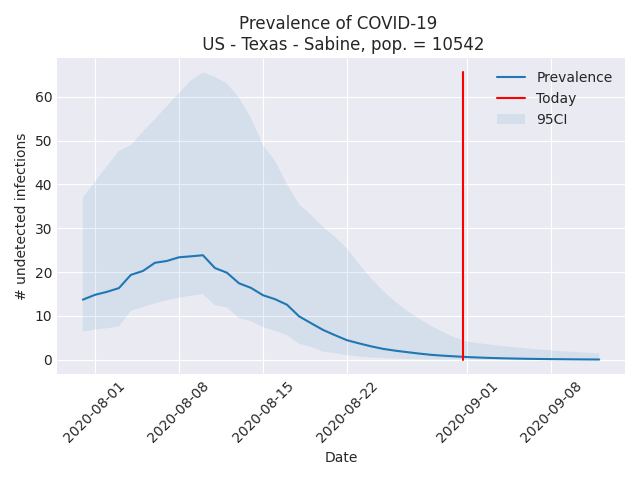 Prevalence of COVID-19
US - Texas - Sabine, pop. = 10542
Prevalence
Today
95CI
# undetected infections
60
50
40
30
20
10
0
2020-08-01
2020-08-08
2020-08-15
2020-08-22
2020-09-01
2020-09-08
Date